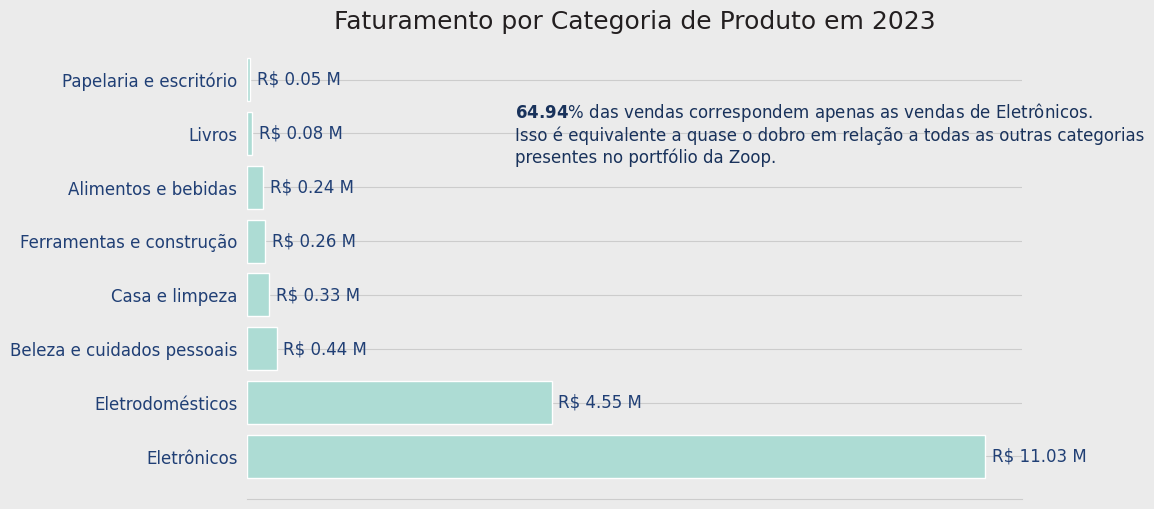 Faturamento por Categoria de Produto em 2023
Papelaria e escritório R$ 0.05 M
64.94% das vendas correspondem apenas as vendas de Eletrônicos.
Livros R$ 0.08 M
Isso é equivalente a quase o dobro em relação a todas as outras categorias
presentes no portfólio da Zoop.
Alimentos e bebidas R$ 0.24 M
Ferramentas e construção R$ 0.26 M
Casa e limpeza R$ 0.33 M
Beleza e cuidados pessoais R$ 0.44 M
Eletrodomésticos R$ 4.55 M
Eletrônicos R$ 11.03 M